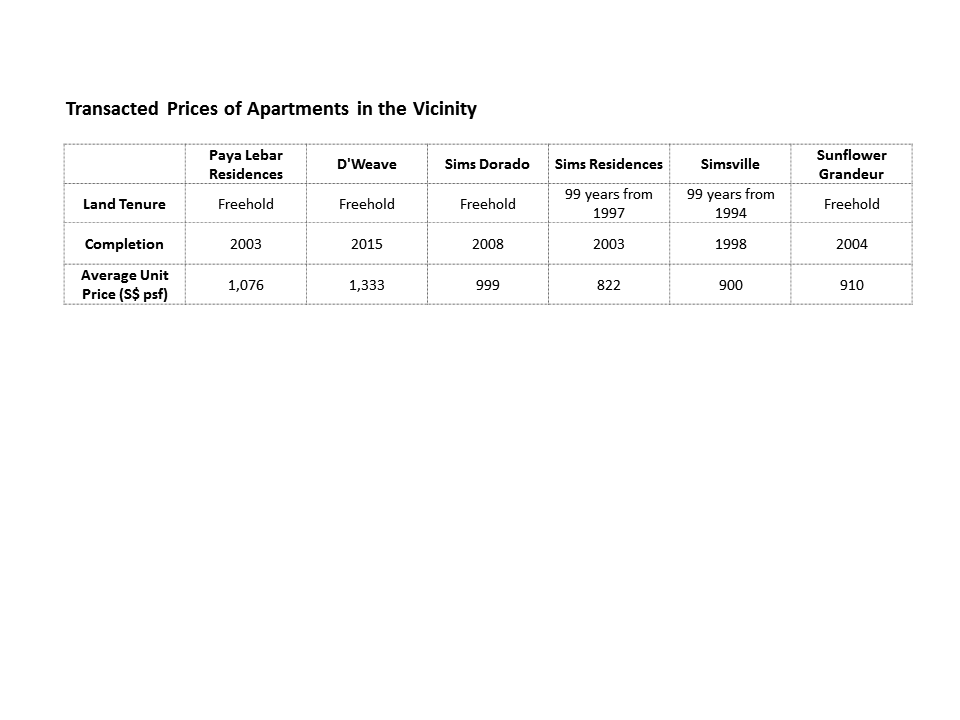 Transacted Prices of Apartments in the Vicinity
Paya Lebar
Residences
D'Weave
Sims Dorado
Sims Residences
Simsville
Sunflower
Grandeur
Land Tenure
Freehold
Freehold
Freehold
99 years from
1997
99 years from
1994
Freehold
Completion
2003
2015
2008
2003
1998
2004
Average Unit
Price (S$ psf)
1,076
1,333
999
822
900
910